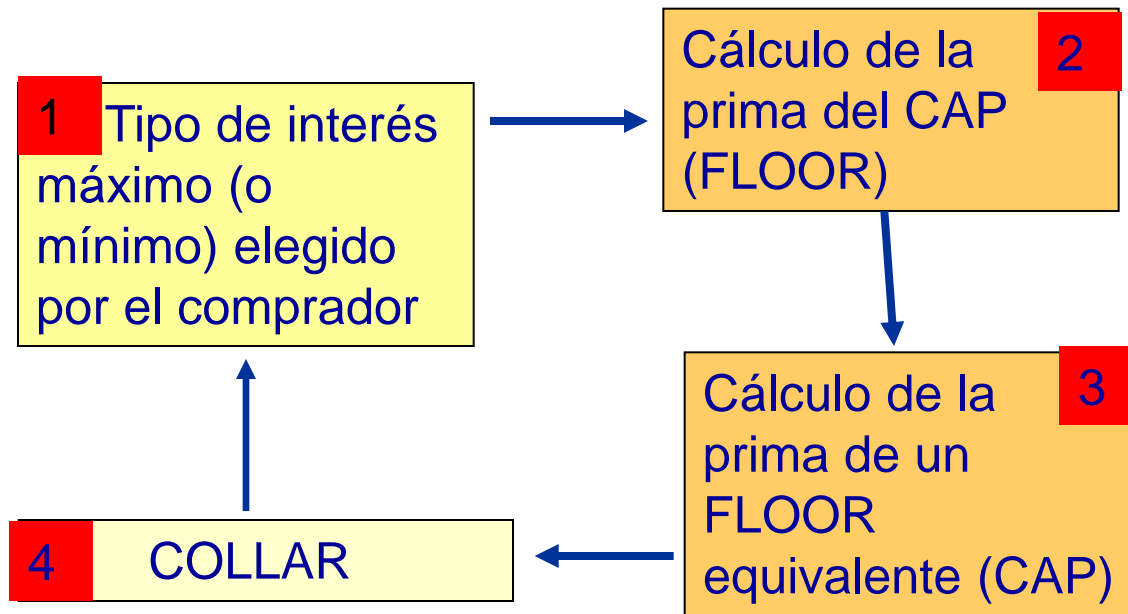 1 Tipo de interés
máximo (o
mínimo) elegido
por el comprador
Cálculo de la 2
prima del CAP
(FLOOR)
Cálculo de la 3
prima de un
FLOOR
equivalente (CAP)
4 COLLAR